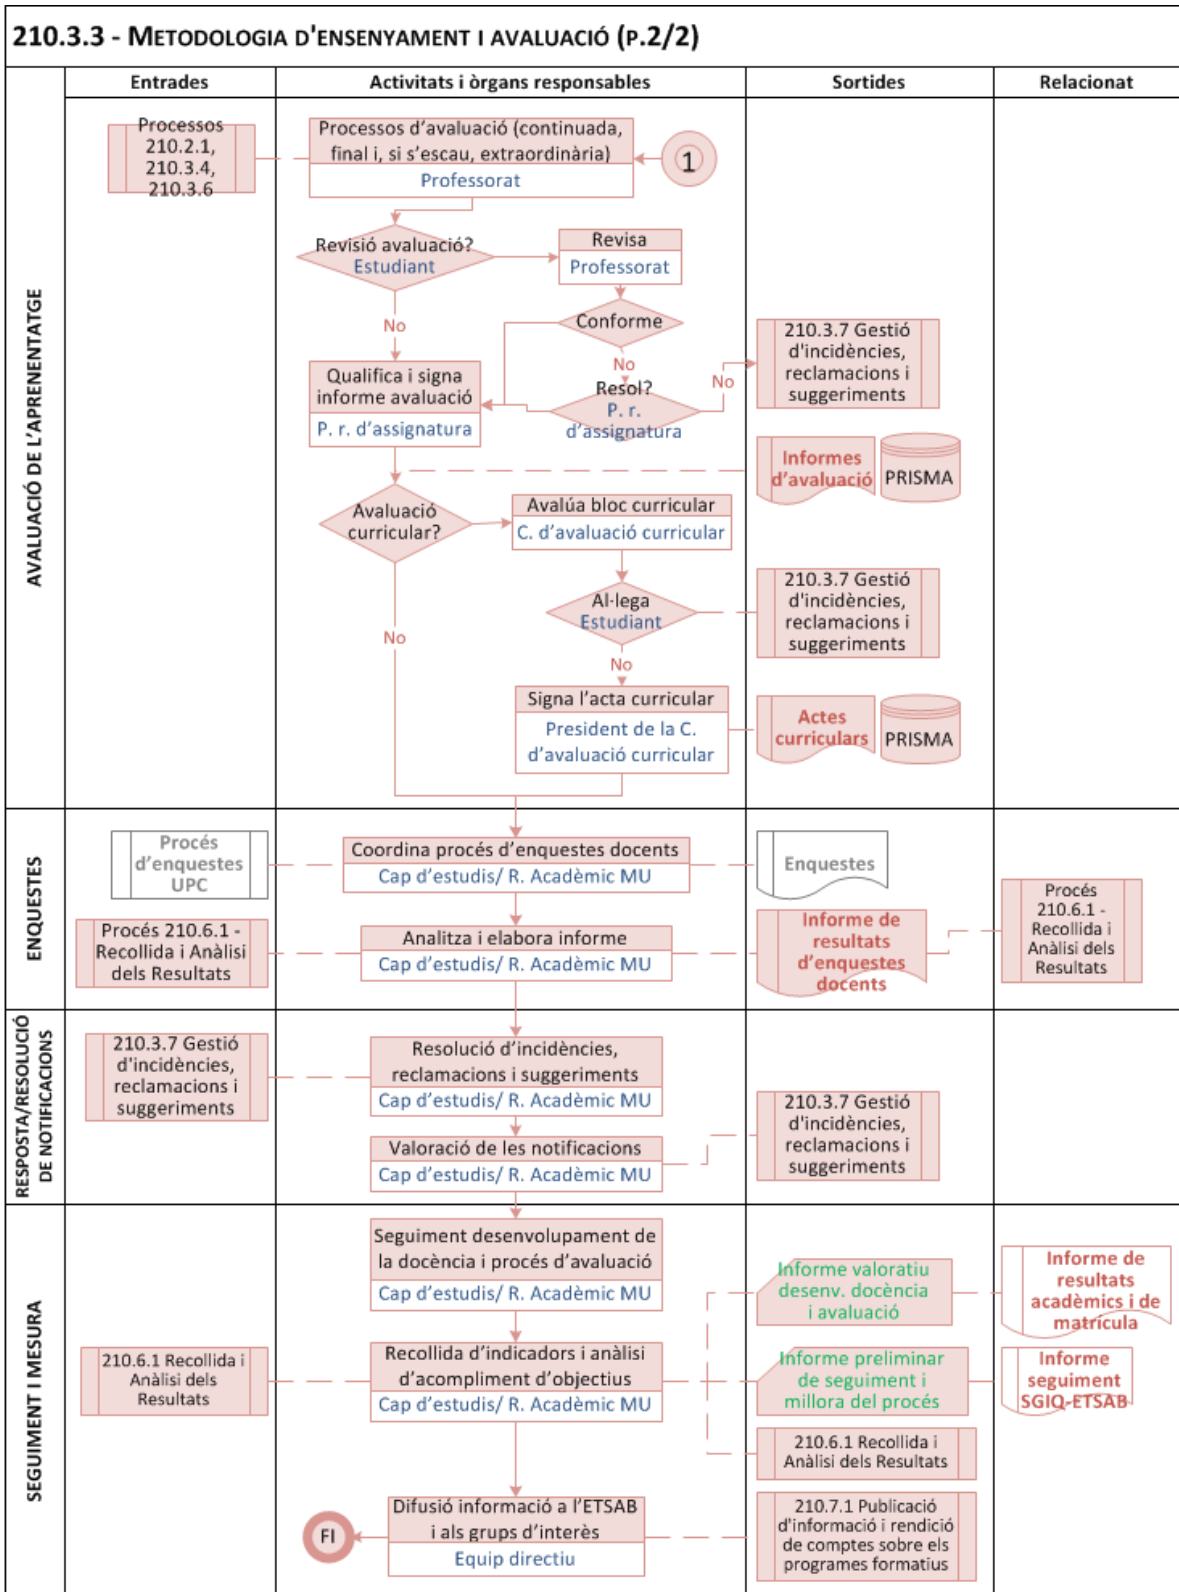 210.3.3 - METODOLOGIA D'ENSENYAMENT I AVALUACIÓ (P.2/2)
Entrades
Activitats i òrgans responsables
Sortides
Relacionat
AVALUACIÓ DE L'APRENENTATGE
Processos
210.2.1,
210.3.4,
210.3.6
Processos d'avaluació (continuada,
final i, si s'escau, extraordinària)
Professorat
1
Revisió avaluació?
Estudiant
Revisa
Professorat
No
Conforme
No
Qualifica i signa
informe avaluació
P. r. d'assignatura
Resol?
P. r.
d'assignatura
No
210.3.7 Gestió
d'incidències,
reclamacions i
suggeriments
Informes
d'avaluació
PRISMA
Avaluació
curricular?
Avalúa bloc curricular
C. d'avaluació curricular
Al·lega
Estudiant
210.3.7 Gestió
d'incidències,
reclamacions i
suggeriments
No
No
Signa l'acta curricular
President de la C.
d'avaluació curricular
Actes
curriculars
PRISMA
ENQUESTES
Procés
d'enquestes
UPC
Coordina procés d'enquestes docents
Cap d'estudis/ R. Acadèmic MU
Enquestes
Procés 210.6.1 -
Recollida i Anàlisi
dels Resultats
Analitza i elabora informe
Cap d'estudis/ R. Acadèmic MU
Informe de
resultats
d'enquestes
docents
Procés
210.6.1 -
Recollida i
Anàlisi dels
Resultats
RESPOSTA/RESOLUCIÓ
DE NOTIFICACIONS
210.3.7 Gestió
d'incidències,
reclamacions i
suggeriments
Resolució d'incidències,
reclamacions i suggeriments
Cap d'estudis/ R. Acadèmic MU
Valoració de les notificacions
Cap d'estudis/ R. Acadèmic MU
210.3.7 Gestió
d'incidències,
reclamacions i
suggeriments
SEGUIMENT I MESURA
Seguiment desenvolupament de
la docència i procés d'avaluació
Cap d'estudis/ R. Acadèmic MU
Informe valoratiu
desenv. docència
i avaluació
Informe de
resultats
acadèmics i de
matrícula
210.6.1 Recollida i
Anàlisi dels
Resultats
Recollida d'indicadors i anàlisi
d'acompliment d'objectius
Cap d'estudis/ R. Acadèmic MU
Informe preliminar
de seguiment i
millora del procés
Informe
seguiment
SGIQ-ETSAB
210.6.1 Recollida i
Anàlisi dels Resultats
FI
Difusió informació a l'ETSAB
i als grups d'interès
Equip directiu
210.7.1 Publicació
d'informació i rendició
de comptes sobre els
programes formatius